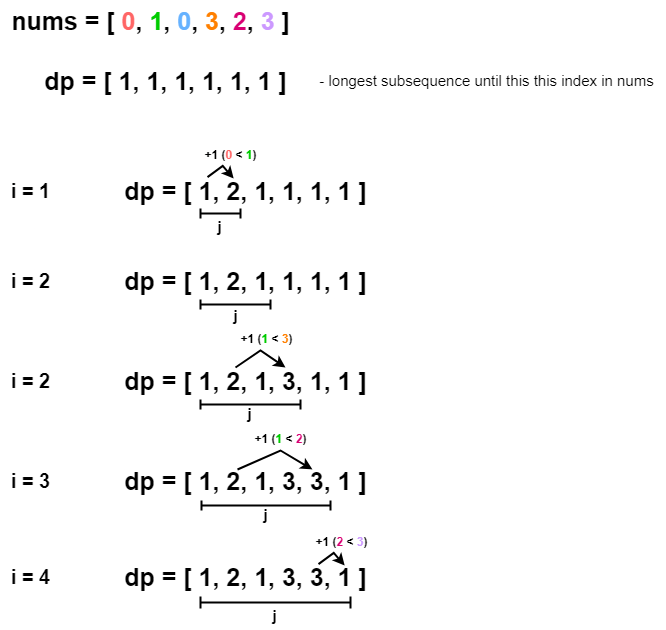 nums = [ 0, 1, 0, 3, 2, 3 ]
dp = [ 1, 1, 1, 1, 1, 1 ] - longest subsequence until this this index in nums
+1 (0 < 1)
i = 1 dp = [ 1, 2, 1, 1, 1, 1 ]
j
i = 2 dp = [ 1, 2, 1, 1, 1, 1 ]
j
+1 (1 < 3)
i = 2 dp = [ 1, 2, 1, 3, 1, 1 ]
j
+1 (1 < 2)
i = 3 dp = [ 1, 2, 1, 3, 3, 1 ]
j
+1 (2 < 3)
i = 4 dp = [ 1, 2, 1, 3, 3, 1 ]
j